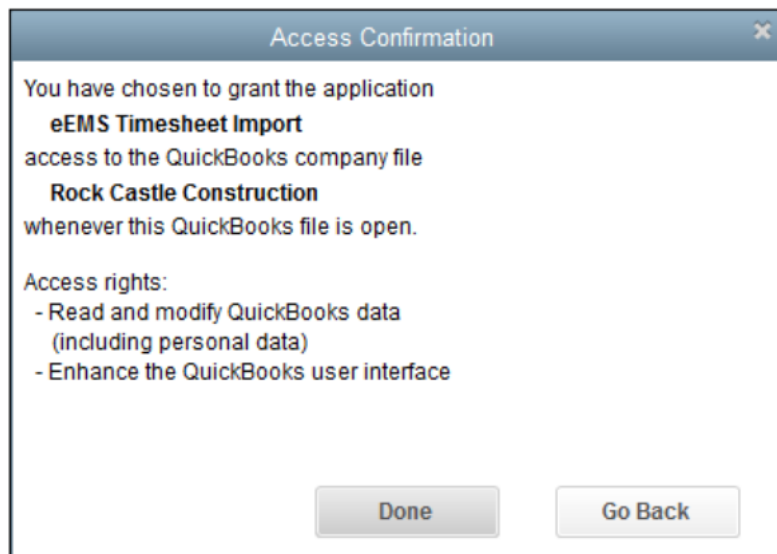 Access Confirmation
You have chosen to grant the application
eEMS Timesheet Import
access to the QuickBooks company file
Rock Castle Construction
whenever this QuickBooks file is open.
Access rights:
- Read and modify QuickBooks data
(including personal data)
- Enhance the QuickBooks user interface
Done Go Back